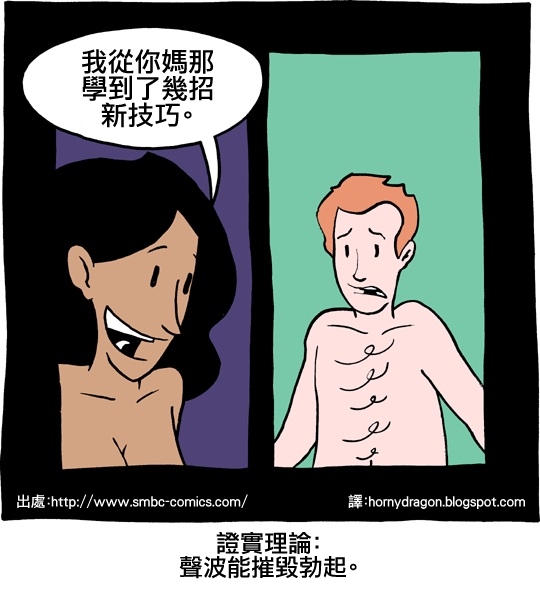 我從你媽那
學到了幾招
新技巧。
出處:http://www.smbc-comics.com/
譯:hornydragon.blogspot.com
證實理論:
聲波能摧毀勃起。